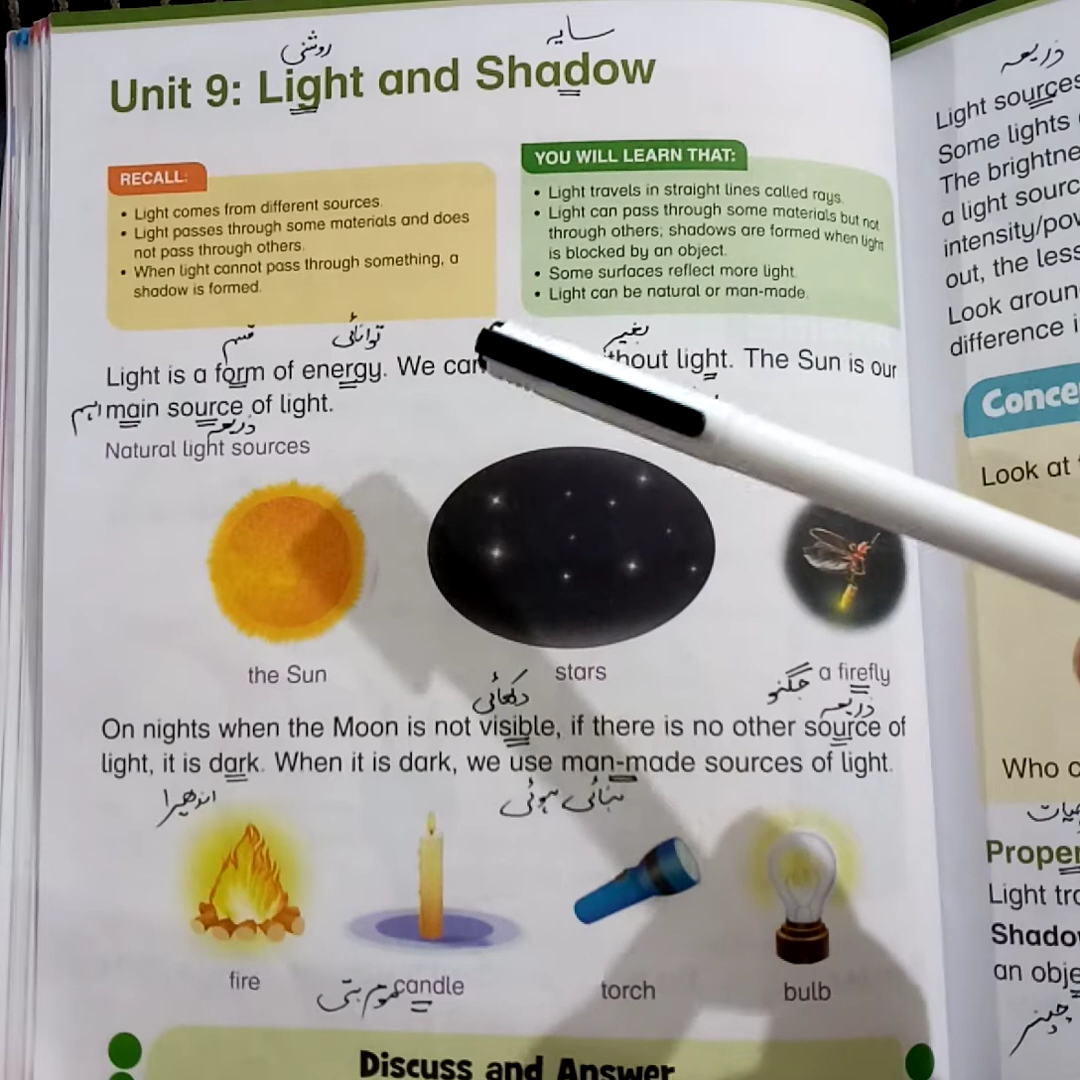 روشنی سایہ
Unit 9: Light and Shadow
RECALL:
• Light comes from different sources.
• Light passes through some materials and does
not pass through others.
• When light cannot pass through something, a
shadow is formed.
YOU WILL LEARN THAT:
• Light travels in straight lines called rays.
• Light can pass through some materials but not
through others; shadows are formed when light
is blocked by an object.
• Some surfaces reflect more light.
• Light can be natural or man-made.
قسم توانائی بغیر
Light is a form of energy. We can thout light. The Sun is our
اہم main source of light.
ذریعہ
Natural light sources
the Sun
stars
جگنو a firefly
دکھائی ذریعہ
On nights when the Moon is not visible, if there is no other source of
light, it is dark. When it is dark, we use man-made sources of light.
اندھیرا بنائی ہوئی
fire
موم بتی candle
torch
bulb
Discuss and Answer
ذریعہ
Light sources
Some lights
The brightne
a light sourc
intensity/pow
out, the less
Look aroun
difference i
Conce
Look at
Who
Proper
Light tra
Shadow
an obje
چیز